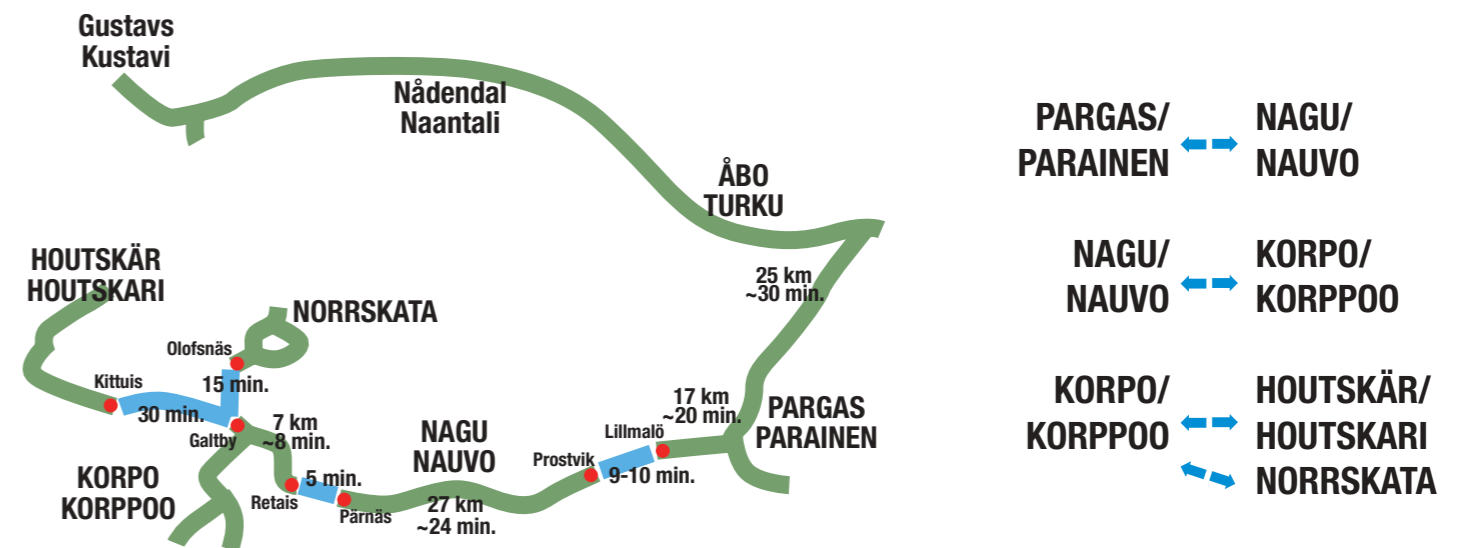 Gustavs
Kustavi
Nådendal
Naantali
ÅBO
TURKU
25 km
~30 min.
HOUTSKÄR
HOUTSKARI
NORRSKATA
Olofsnäs
Kittuis
15 min.
30 min.
Galtby
7 km
~8 min.
KORPO
KORPPOO
Retais
5 min.
Pärnäs
NAGU
NAUVO
27 km
~24 min.
Prostvik
9-10 min.
Lillmalö
17 km
~20 min.
PARGAS
PARAINEN
PARGAS/
PARAINEN
NAGU/
NAUVO
NAGU/
NAUVO
KORPO/
KORPPOO
KORPO/
KORPPOO
HOUTSKÄR/
HOUTSKARI
NORRSKATA